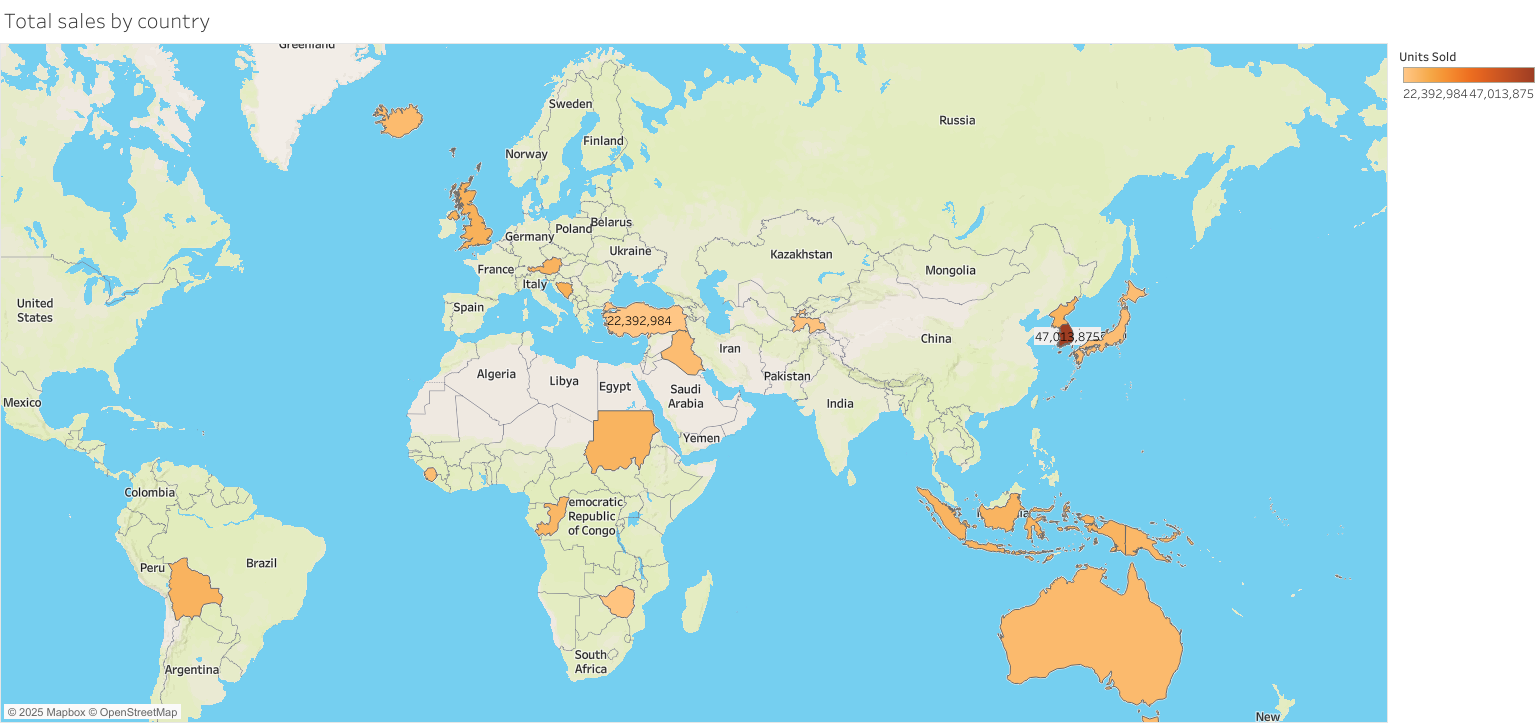 Total sales by country
Greenland
Units Sold
22,392,984 47,013,875
Sweden
Russia
Finland
Norway
Belarus
Poland
Germany
Ukraine
Kazakhstan
France
Mongolia
Italy
United
States
Spain
22,392,984
47,013,875
China
Iran
Algeria
Pakistan
Libya
Egypt
Saudi
Arabia
India
Mexico
Yemen
Colombia
emocratic
Republic
of Congo
Brazil
Peru
South
Africa
Argentina
© 2025 Mapbox © OpenStreetMap
New